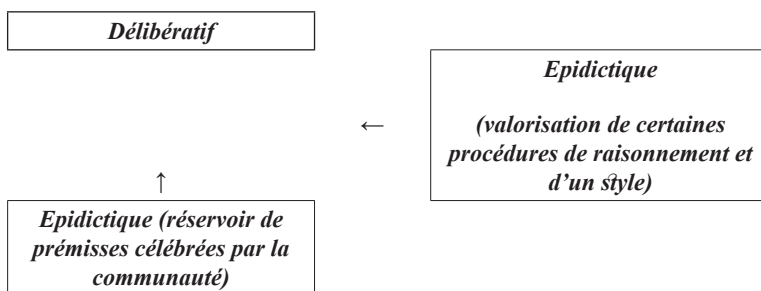 Délibératif
Epidictique
(valorisation de certaines
procédures de raisonnement et
d'un style)
←
↑
Epidictique (réservoir de
prémisses célébrées par la
communauté)